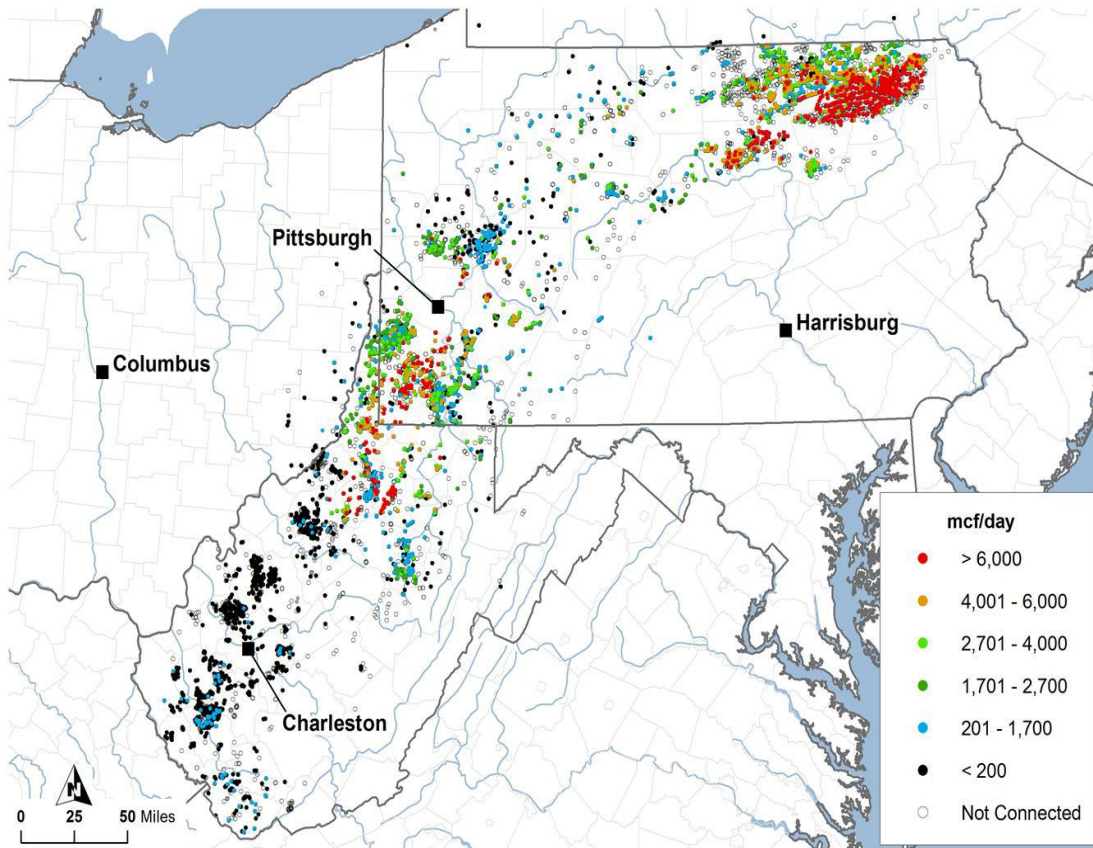 Pittsburgh
Harrisburg
Columbus
Charleston
N
0 25 50 Miles
mcf/day
> 6,000
4,001 - 6,000
2,701 - 4,000
1,701 - 2,700
201 - 1,700
< 200
Not Connected